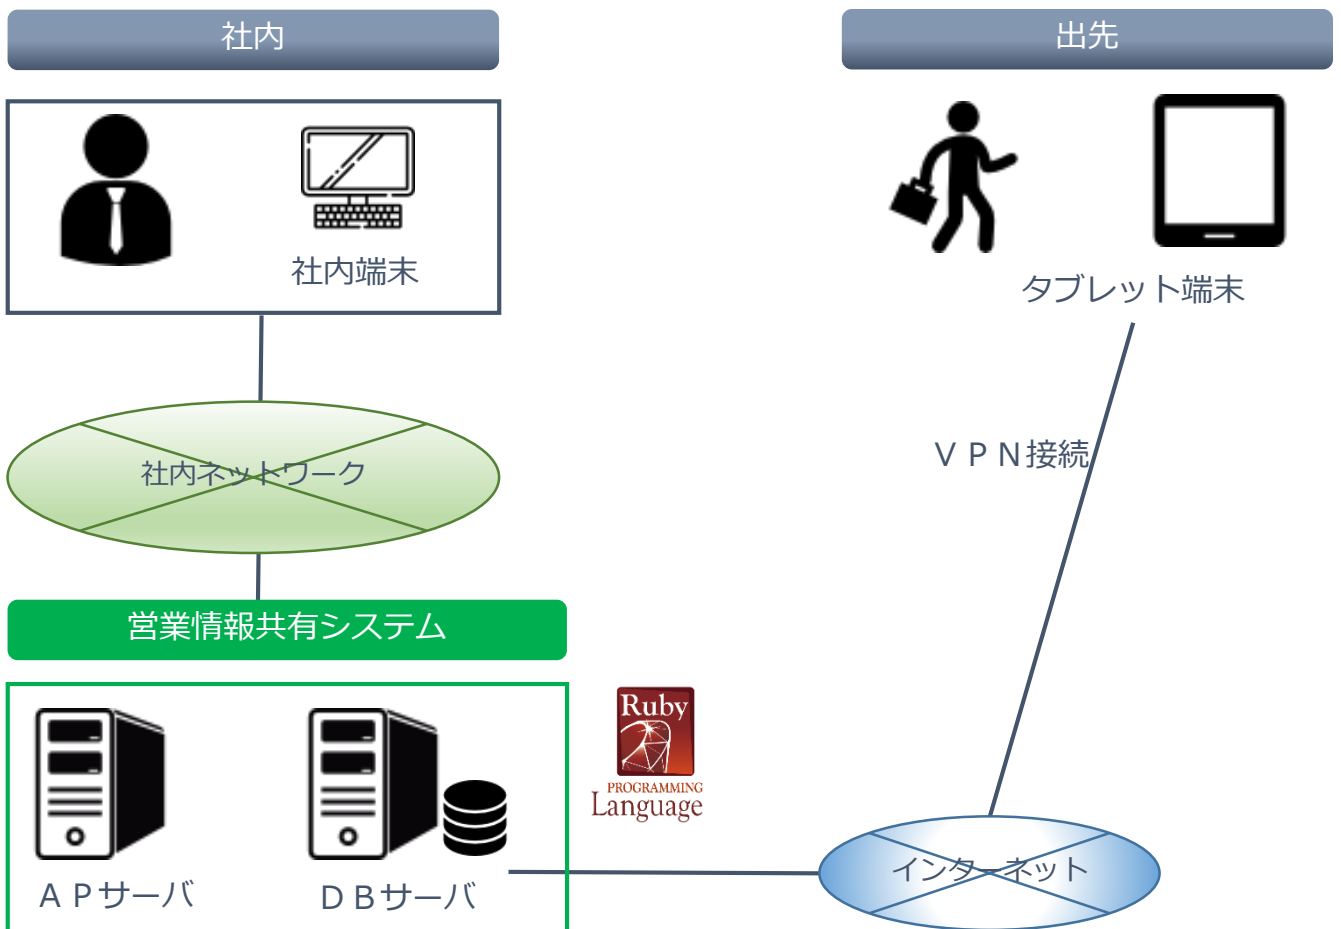 社内
出先
社内端末
タブレット端末
社内ネットワーク
ＶＰＮ接続
営業情報共有システム
Ruby
PROGRAMMING
Language
ＡＰサーバ
ＤＢサーバ
インターネット